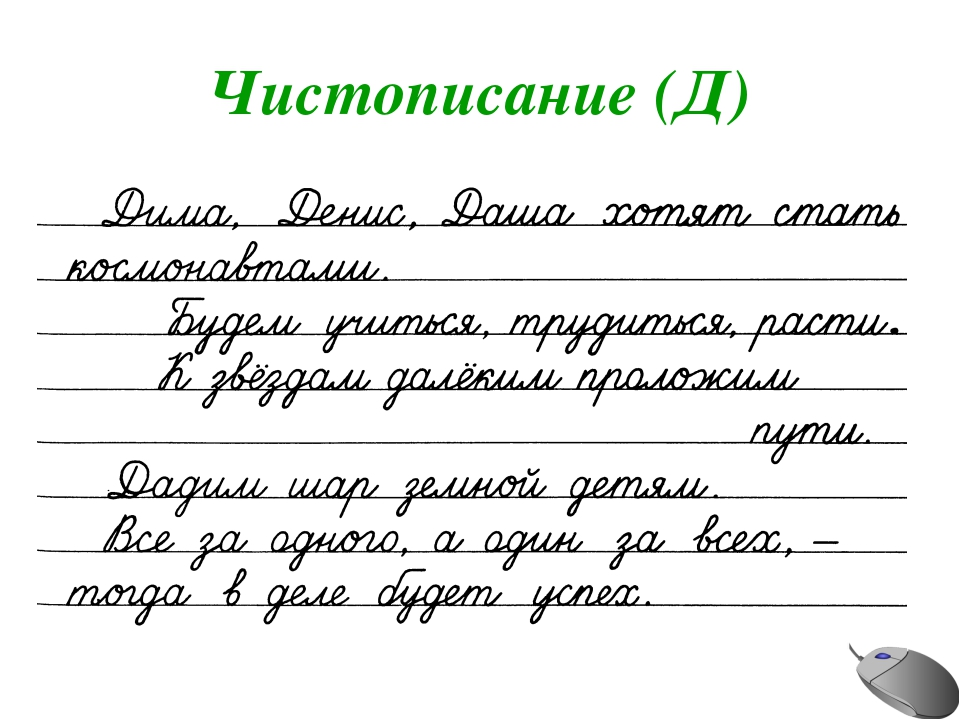 Чистописание (Д)
Дима, Денис, Даша хотят стать
космонавтами.
Будем учиться, трудиться, расти.
К звёздам далёким проложим
пути.
Дадим шар земной детям.
Все за одного, а один за всех, –
тогда в деле будет успех.